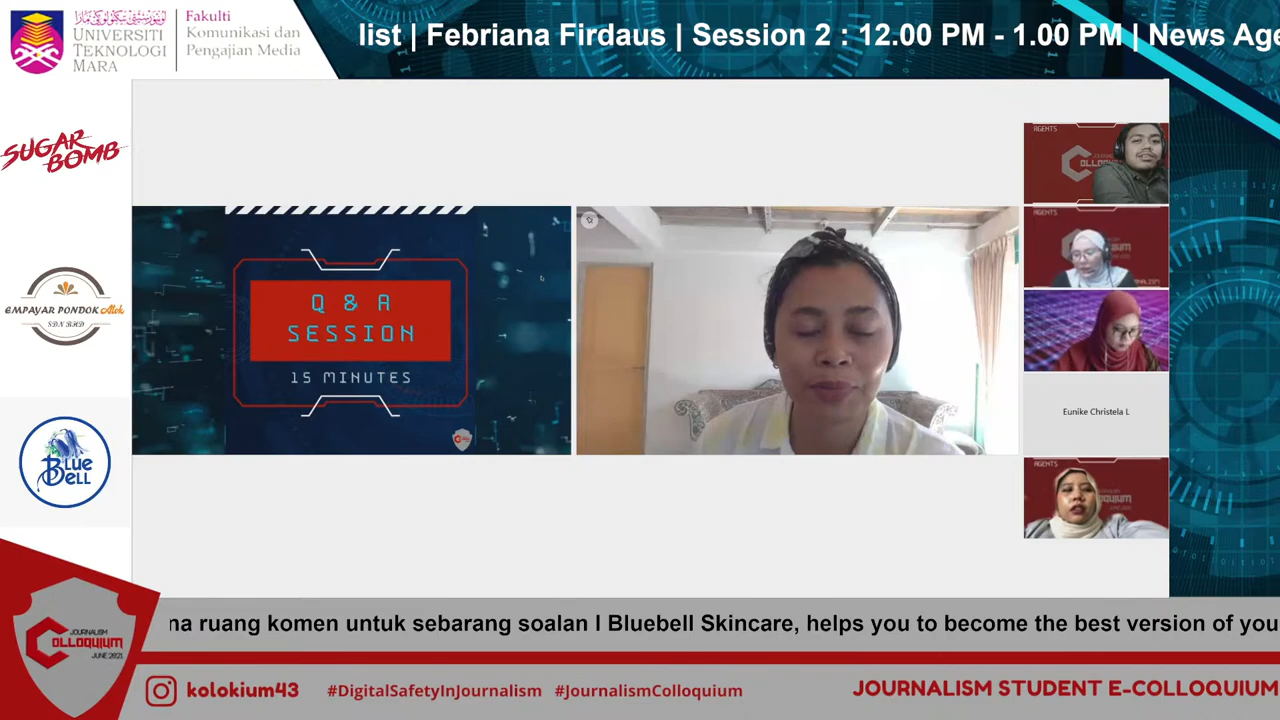 UNIVERSITI
TEKNOLOGI
MARA
Fakulti
Komunikasi dan
Pengajian Media
list | Febriana Firdaus | Session 2 : 12.00 PM - 1.00 PM | News Age
SUGAR
BOMB
EMPAYAR PONDOK Atok
SDN BHD
BLUE
BELL
Q & A
SESSION
15 MINUTES
AGENTS
AGENTS
Eunike Christela L
AGENTS
na ruang komen untuk sebarang soalan l Bluebell Skincare, helps you to become the best version of you
JOURNALISM
COLLOQUIUM
JUNE 2021
kolokium43
#DigitalSafetyInJournalism #JournalismColloquium
JOURNALISM STUDENT E-COLLOQUIUM